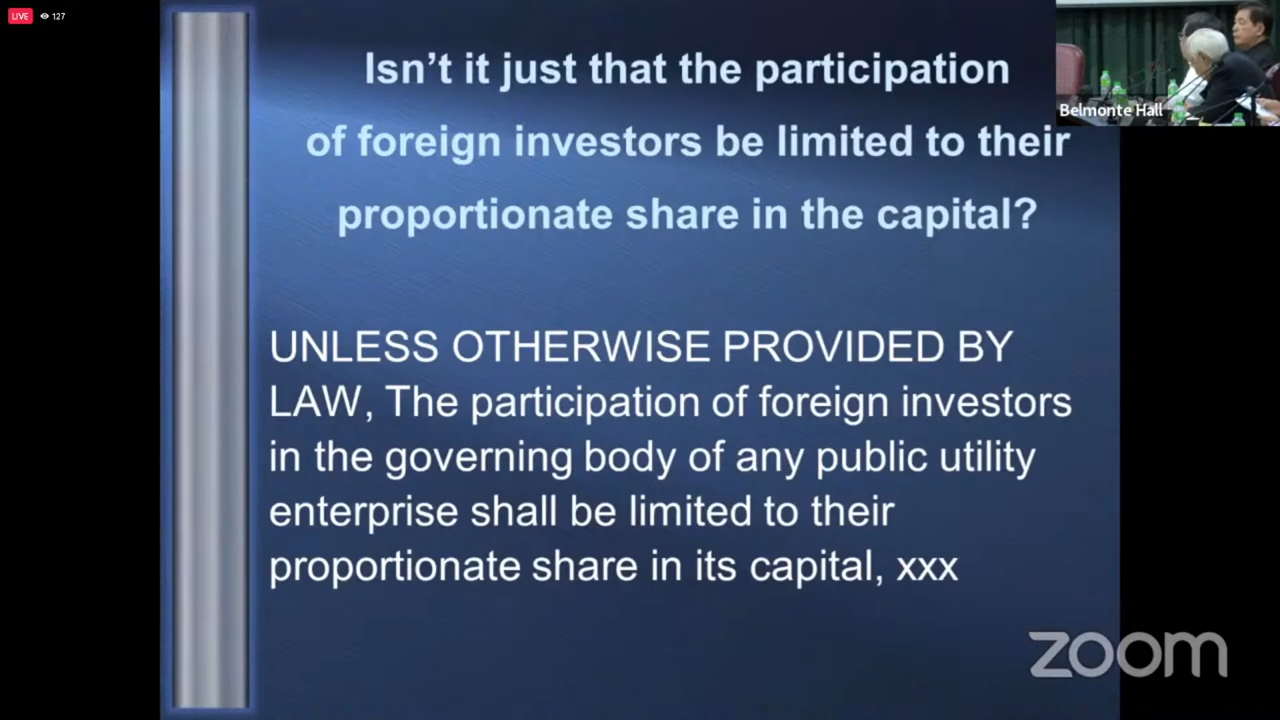 LIVE 127
Isn't it just that the participation
of foreign investors be limited to their
proportionate share in the capital?
Belmonte Hall
UNLESS OTHERWISE PROVIDED BY
LAW, The participation of foreign investors
in the governing body of any public utility
enterprise shall be limited to their
proportionate share in its capital, xxx
zoom